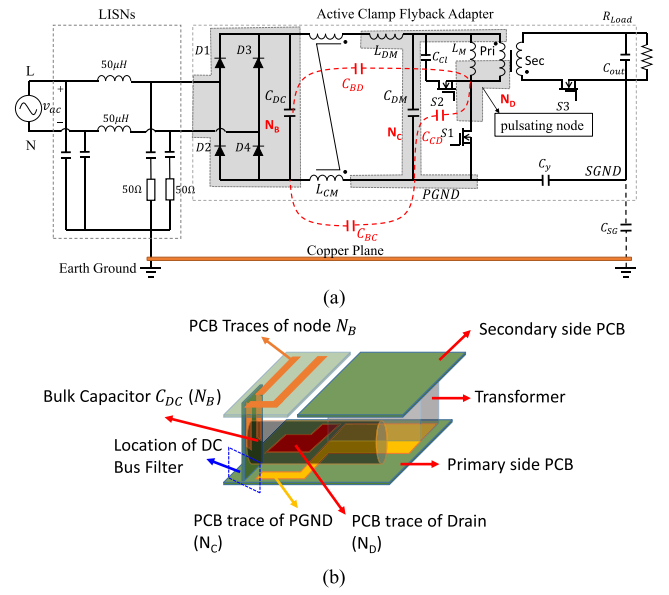 LISNs
Active Clamp Flyback Adapter
R_Load
D1
D3
L_DM
C_Cl
L_M
Pri
Sec
C_out
L
50μH
v_ac
+
−
N
50μH
C_DC
C_BD
N_B
C_DM
N_C
C_CD
S2
N_D
S3
pulsating node
S1
D2
D4
50Ω
50Ω
L_CM
PGND
C_y
SGND
C_BC
C_SG
Copper Plane
Earth Ground
(a)
PCB Traces of node N_B
Secondary side PCB
Bulk Capacitor C_DC (N_B)
Transformer
Location of DC
Bus Filter
Primary side PCB
PCB trace of PGND
(N_C)
PCB trace of Drain
(N_D)
(b)